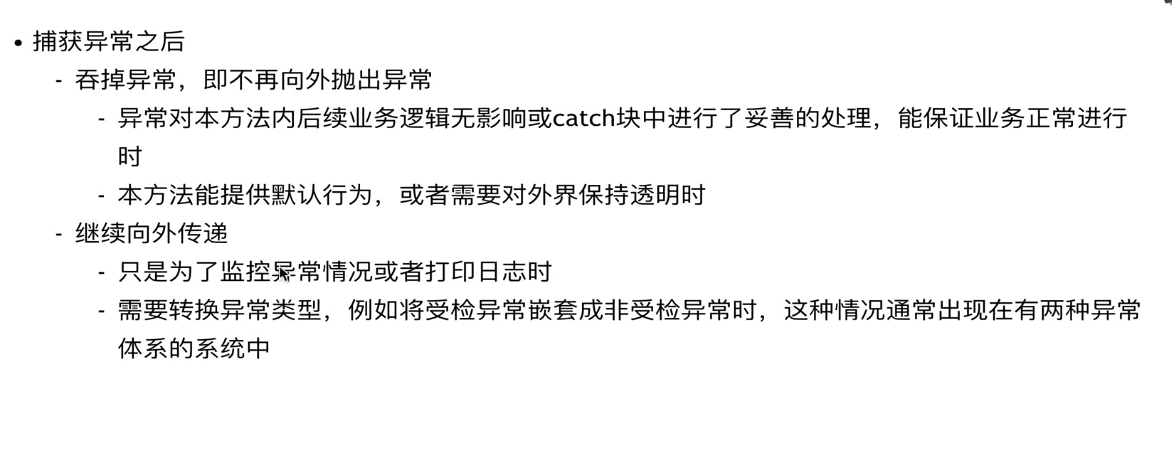 • 捕获异常之后
- 吞掉异常，即不再向外抛出异常
- 异常对本方法内后续业务逻辑无影响或catch块中进行了妥善的处理，能保证业务正常进行
时
- 本方法能提供默认行为，或者需要对外界保持透明时
- 继续向外传递
- 只是为了监控异常情况或者打印日志时
- 需要转换异常类型，例如将受检异常嵌套成非受检异常时，这种情况通常出现在有两种异常
体系的系统中